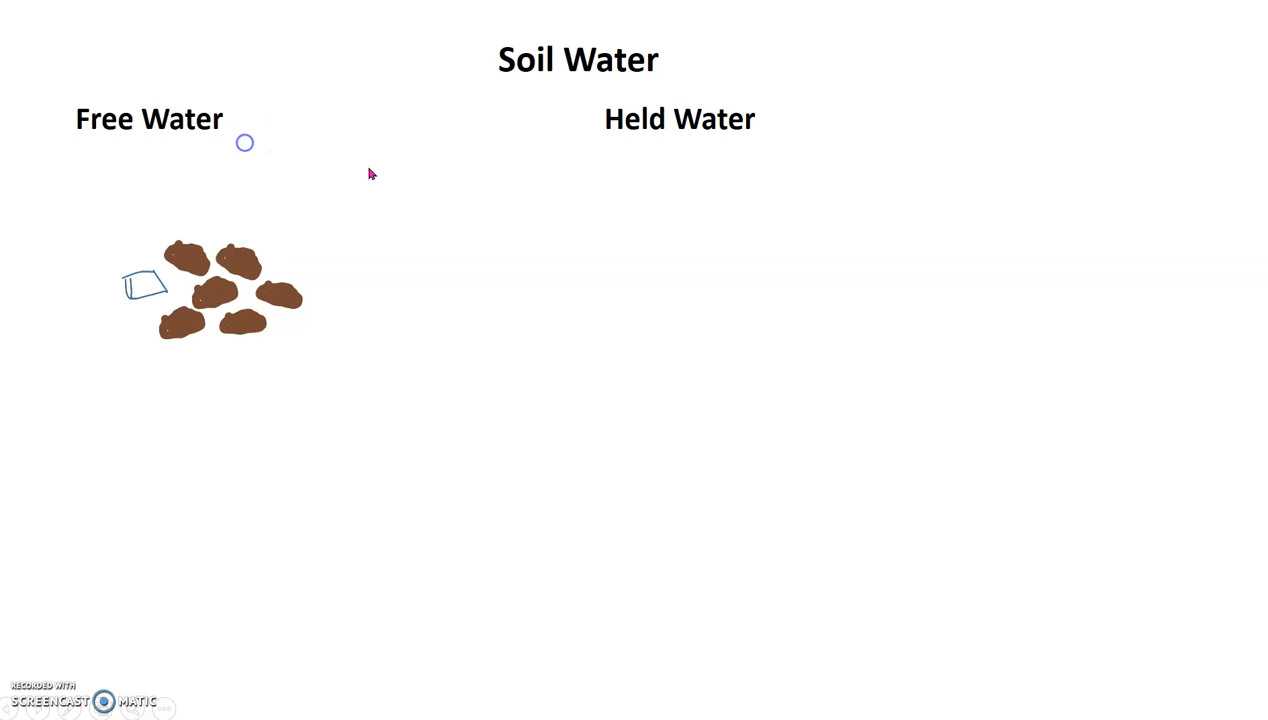 Soil Water
Free Water
Held Water
RECORDED WITH
SCREENCAST MATIC